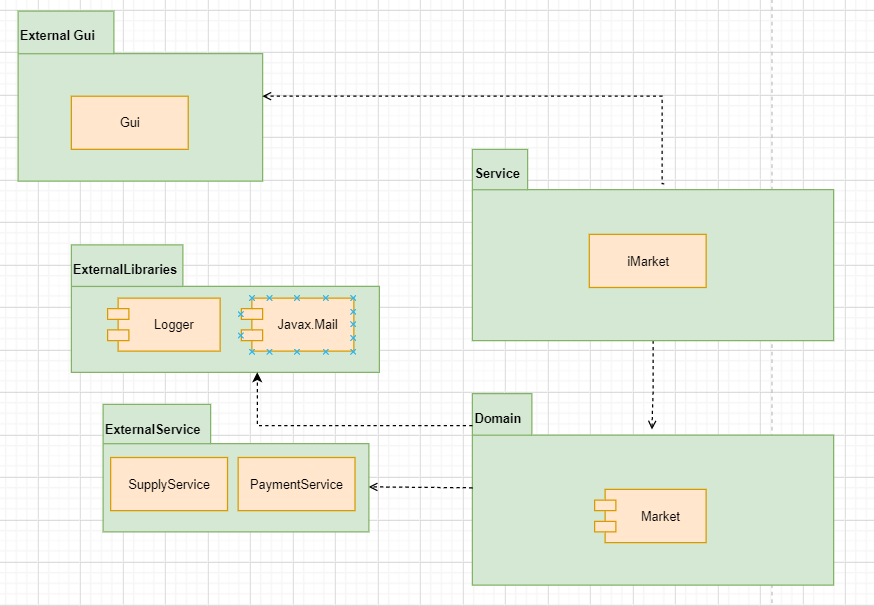 External Gui
Gui
Service
iMarket
ExternalLibraries
Logger
Javax.Mail
Domain
ExternalService
SupplyService
PaymentService
Market